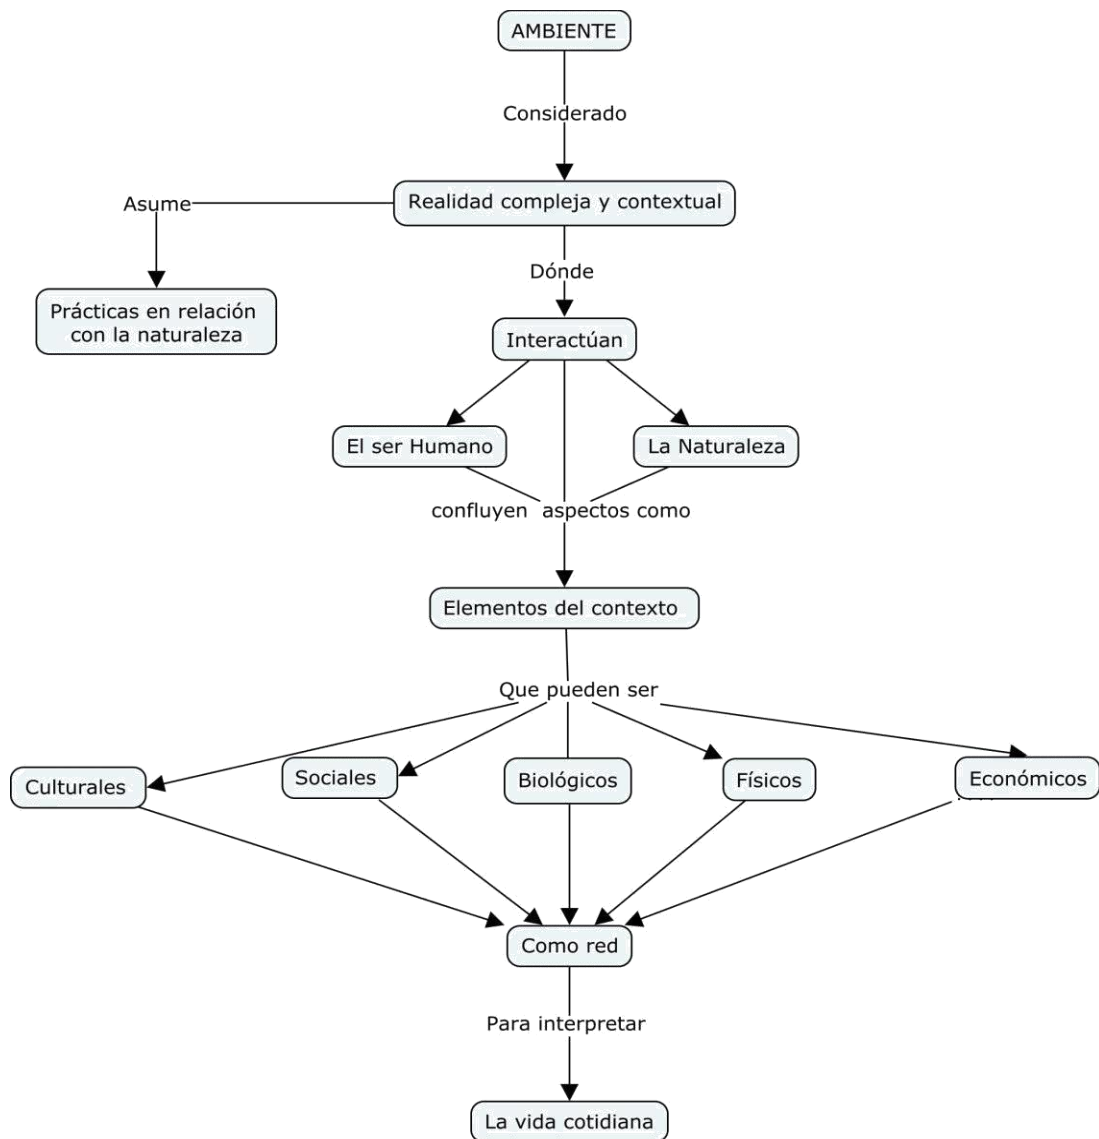 AMBIENTE
Considerado
Realidad compleja y contextual
Asume
Dónde
Prácticas en relación
con la naturaleza
Interactúan
El ser Humano
La Naturaleza
confluyen aspectos como
Elementos del contexto
Que pueden ser
Culturales
Sociales
Biológicos
Físicos
Económicos
Como red
Para interpretar
La vida cotidiana